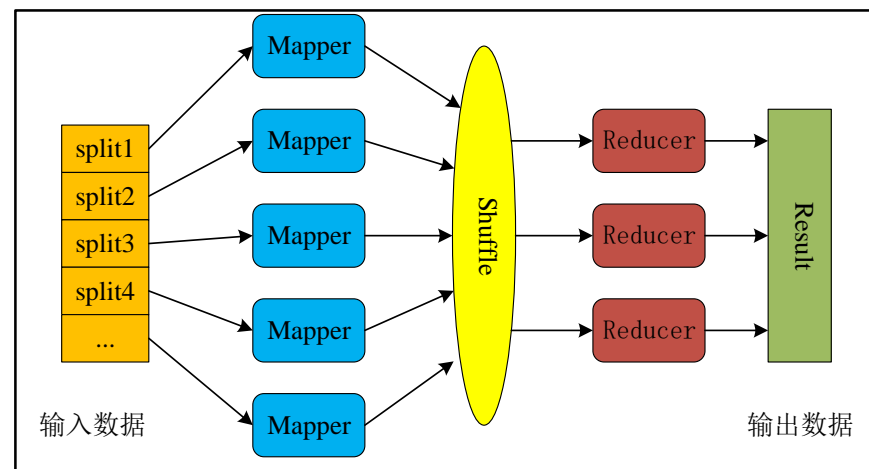 split1
split2
split3
split4
...
输入数据
Mapper
Mapper
Mapper
Mapper
Mapper
Shuffle
Reducer
Reducer
Reducer
Result
输出数据